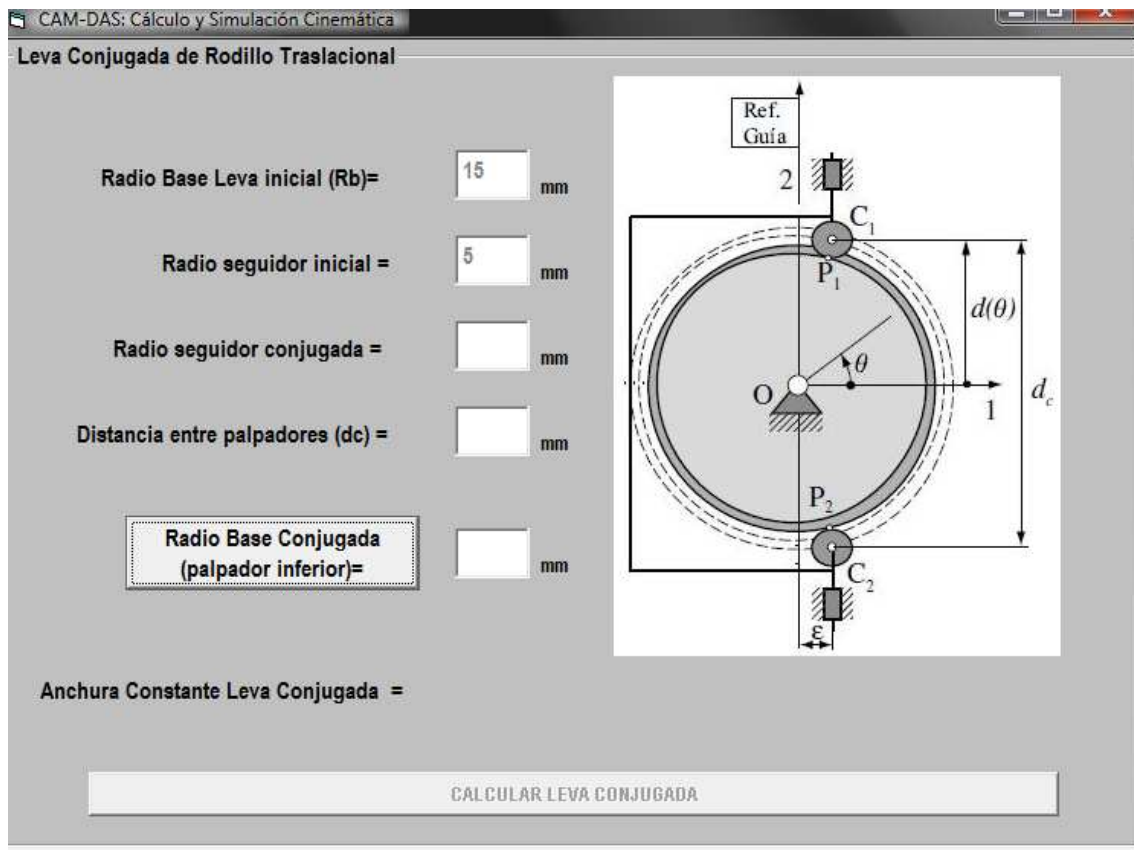 CAM-DAS: Cálculo y Simulación Cinemática
Leva Conjugada de Rodillo Traslacional
Radio Base Leva inicial (Rb)=
15
mm
Radio seguidor inicial =
5
mm
Radio seguidor conjugada =
mm
Distancia entre palpadores (dc) =
mm
Radio Base Conjugada
(palpador inferior)=
mm
Anchura Constante Leva Conjugada =
CALCULAR LEVA CONJUGADA
Ref.
Guía
2
C1
P1
d(θ)
θ
O
1
dc
P2
C2
ε